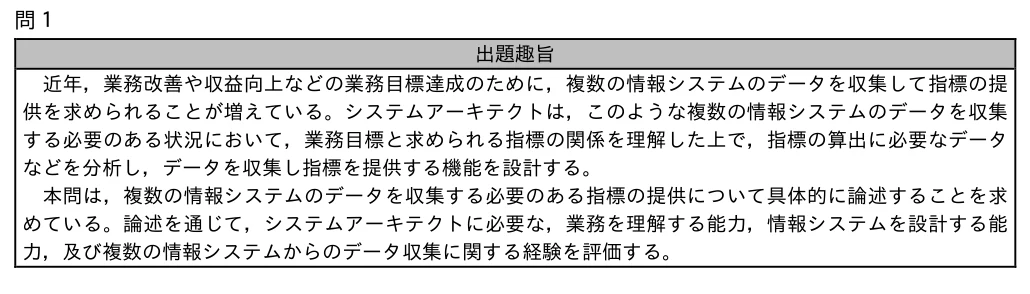 問1
出題趣旨
近年，業務改善や収益向上などの業務目標達成のために，複数の情報システムのデータを収集して指標の提
供を求められることが増えている。システムアーキテクトは，このような複数の情報システムのデータを収集
する必要のある状況において，業務目標と求められる指標の関係を理解した上で，指標の算出に必要なデータ
などを分析し，データを収集し指標を提供する機能を設計する。
本問は，複数の情報システムのデータを収集する必要のある指標の提供について具体的に論述することを求
めている。論述を通じて，システムアーキテクトに必要な，業務を理解する能力，情報システムを設計する能
力，及び複数の情報システムからのデータ収集に関する経験を評価する。